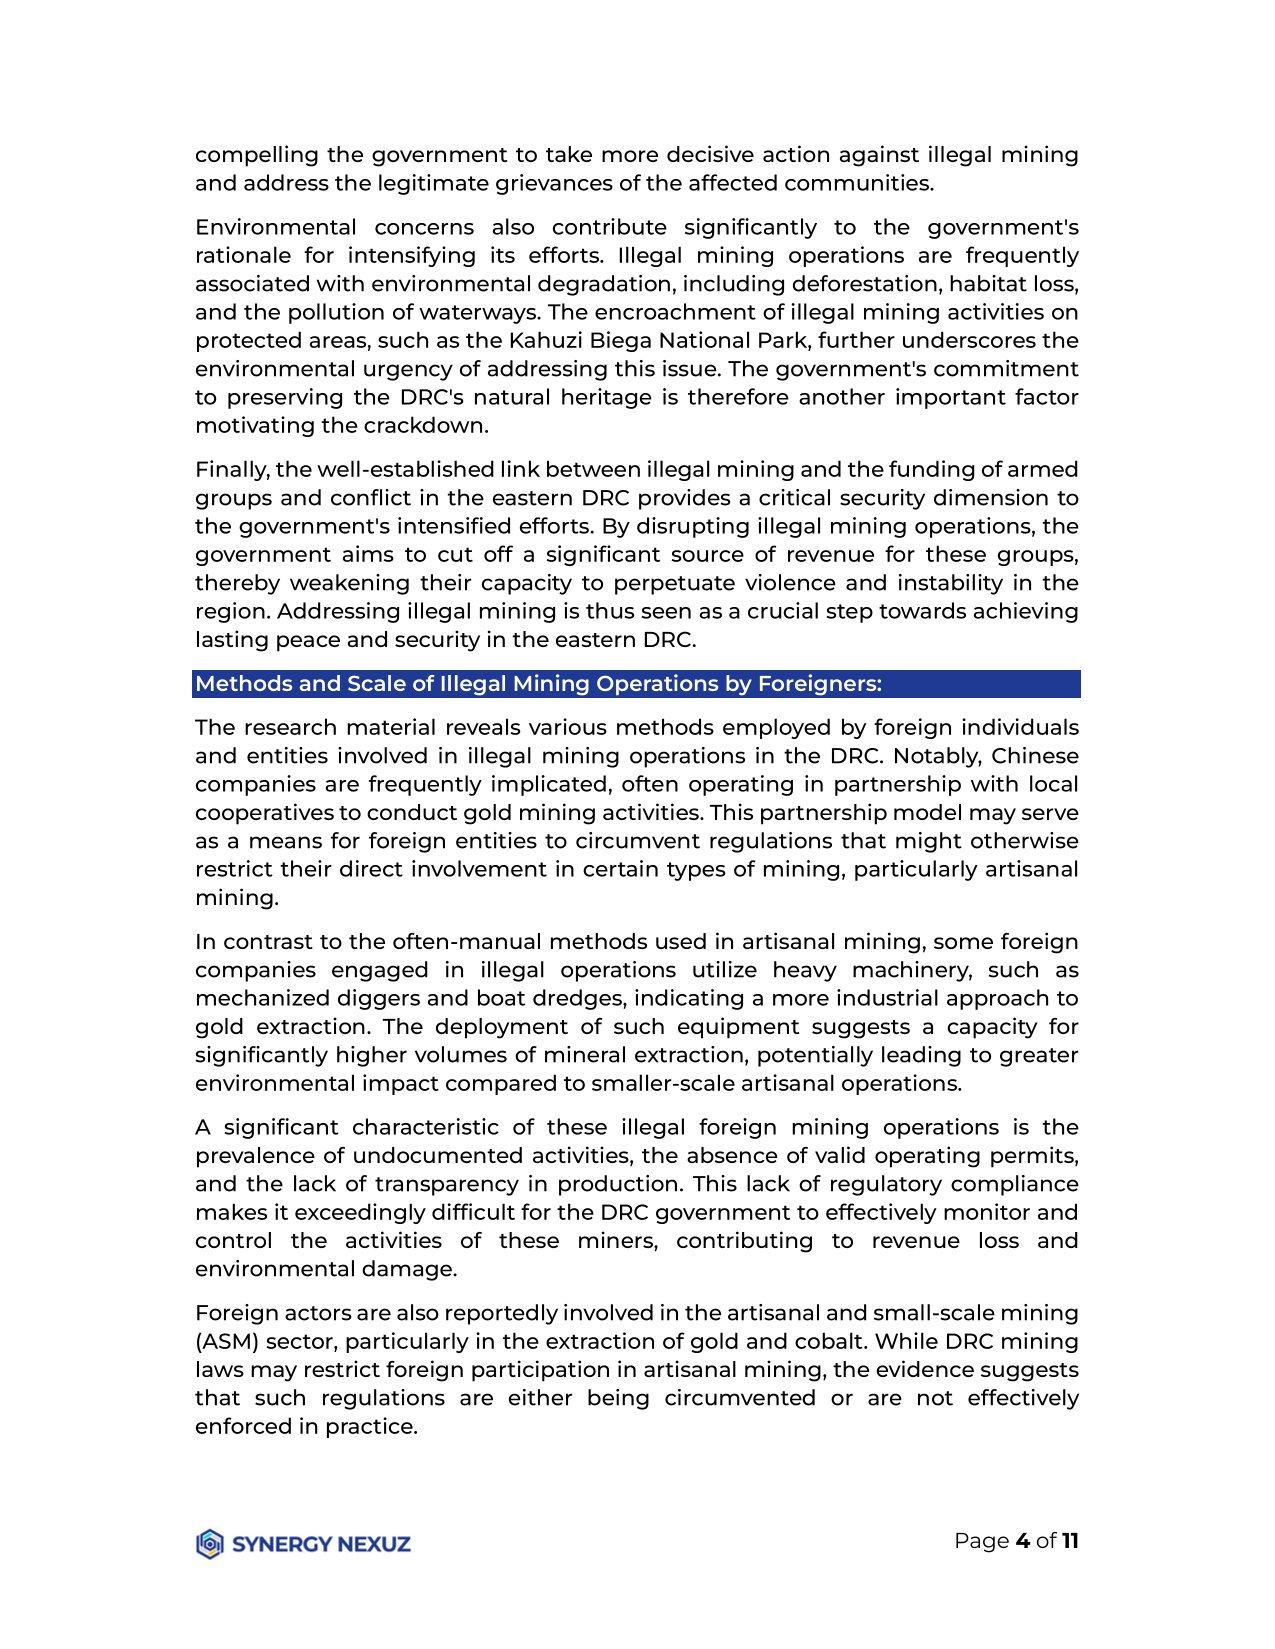 compelling the government to take more decisive action against illegal mining
and address the legitimate grievances of the affected communities.
Environmental concerns also contribute significantly to the government's
rationale for intensifying its efforts. Illegal mining operations are frequently
associated with environmental degradation, including deforestation, habitat loss,
and the pollution of waterways. The encroachment of illegal mining activities on
protected areas, such as the Kahuzi Biega National Park, further underscores the
environmental urgency of addressing this issue. The government's commitment
to preserving the DRC's natural heritage is therefore another important factor
motivating the crackdown.
Finally, the well-established link between illegal mining and the funding of armed
groups and conflict in the eastern DRC provides a critical security dimension to
the government's intensified efforts. By disrupting illegal mining operations, the
government aims to cut off a significant source of revenue for these groups,
thereby weakening their capacity to perpetuate violence and instability in the
region. Addressing illegal mining is thus seen as a crucial step towards achieving
lasting peace and security in the eastern DRC.
Methods and Scale of Illegal Mining Operations by Foreigners:
The research material reveals various methods employed by foreign individuals
and entities involved in illegal mining operations in the DRC. Notably, Chinese
companies are frequently implicated, often operating in partnership with local
cooperatives to conduct gold mining activities. This partnership model may serve
as a means for foreign entities to circumvent regulations that might otherwise
restrict their direct involvement in certain types of mining, particularly artisanal
mining.
In contrast to the often-manual methods used in artisanal mining, some foreign
companies engaged in illegal operations utilize heavy machinery, such as
mechanized diggers and boat dredges, indicating a more industrial approach to
gold extraction. The deployment of such equipment suggests a capacity for
significantly higher volumes of mineral extraction, potentially leading to greater
environmental impact compared to smaller-scale artisanal operations.
A significant characteristic of these illegal foreign mining operations is the
prevalence of undocumented activities, the absence of valid operating permits,
and the lack of transparency in production. This lack of regulatory compliance
makes it exceedingly difficult for the DRC government to effectively monitor and
control the activities of these miners, contributing to revenue loss and
environmental damage.
Foreign actors are also reportedly involved in the artisanal and small-scale mining
(ASM) sector, particularly in the extraction of gold and cobalt. While DRC mining
laws may restrict foreign participation in artisanal mining, the evidence suggests
that such regulations are either being circumvented or are not effectively
enforced in practice.
SYNERGY NEXUZ
Page 4 of 11